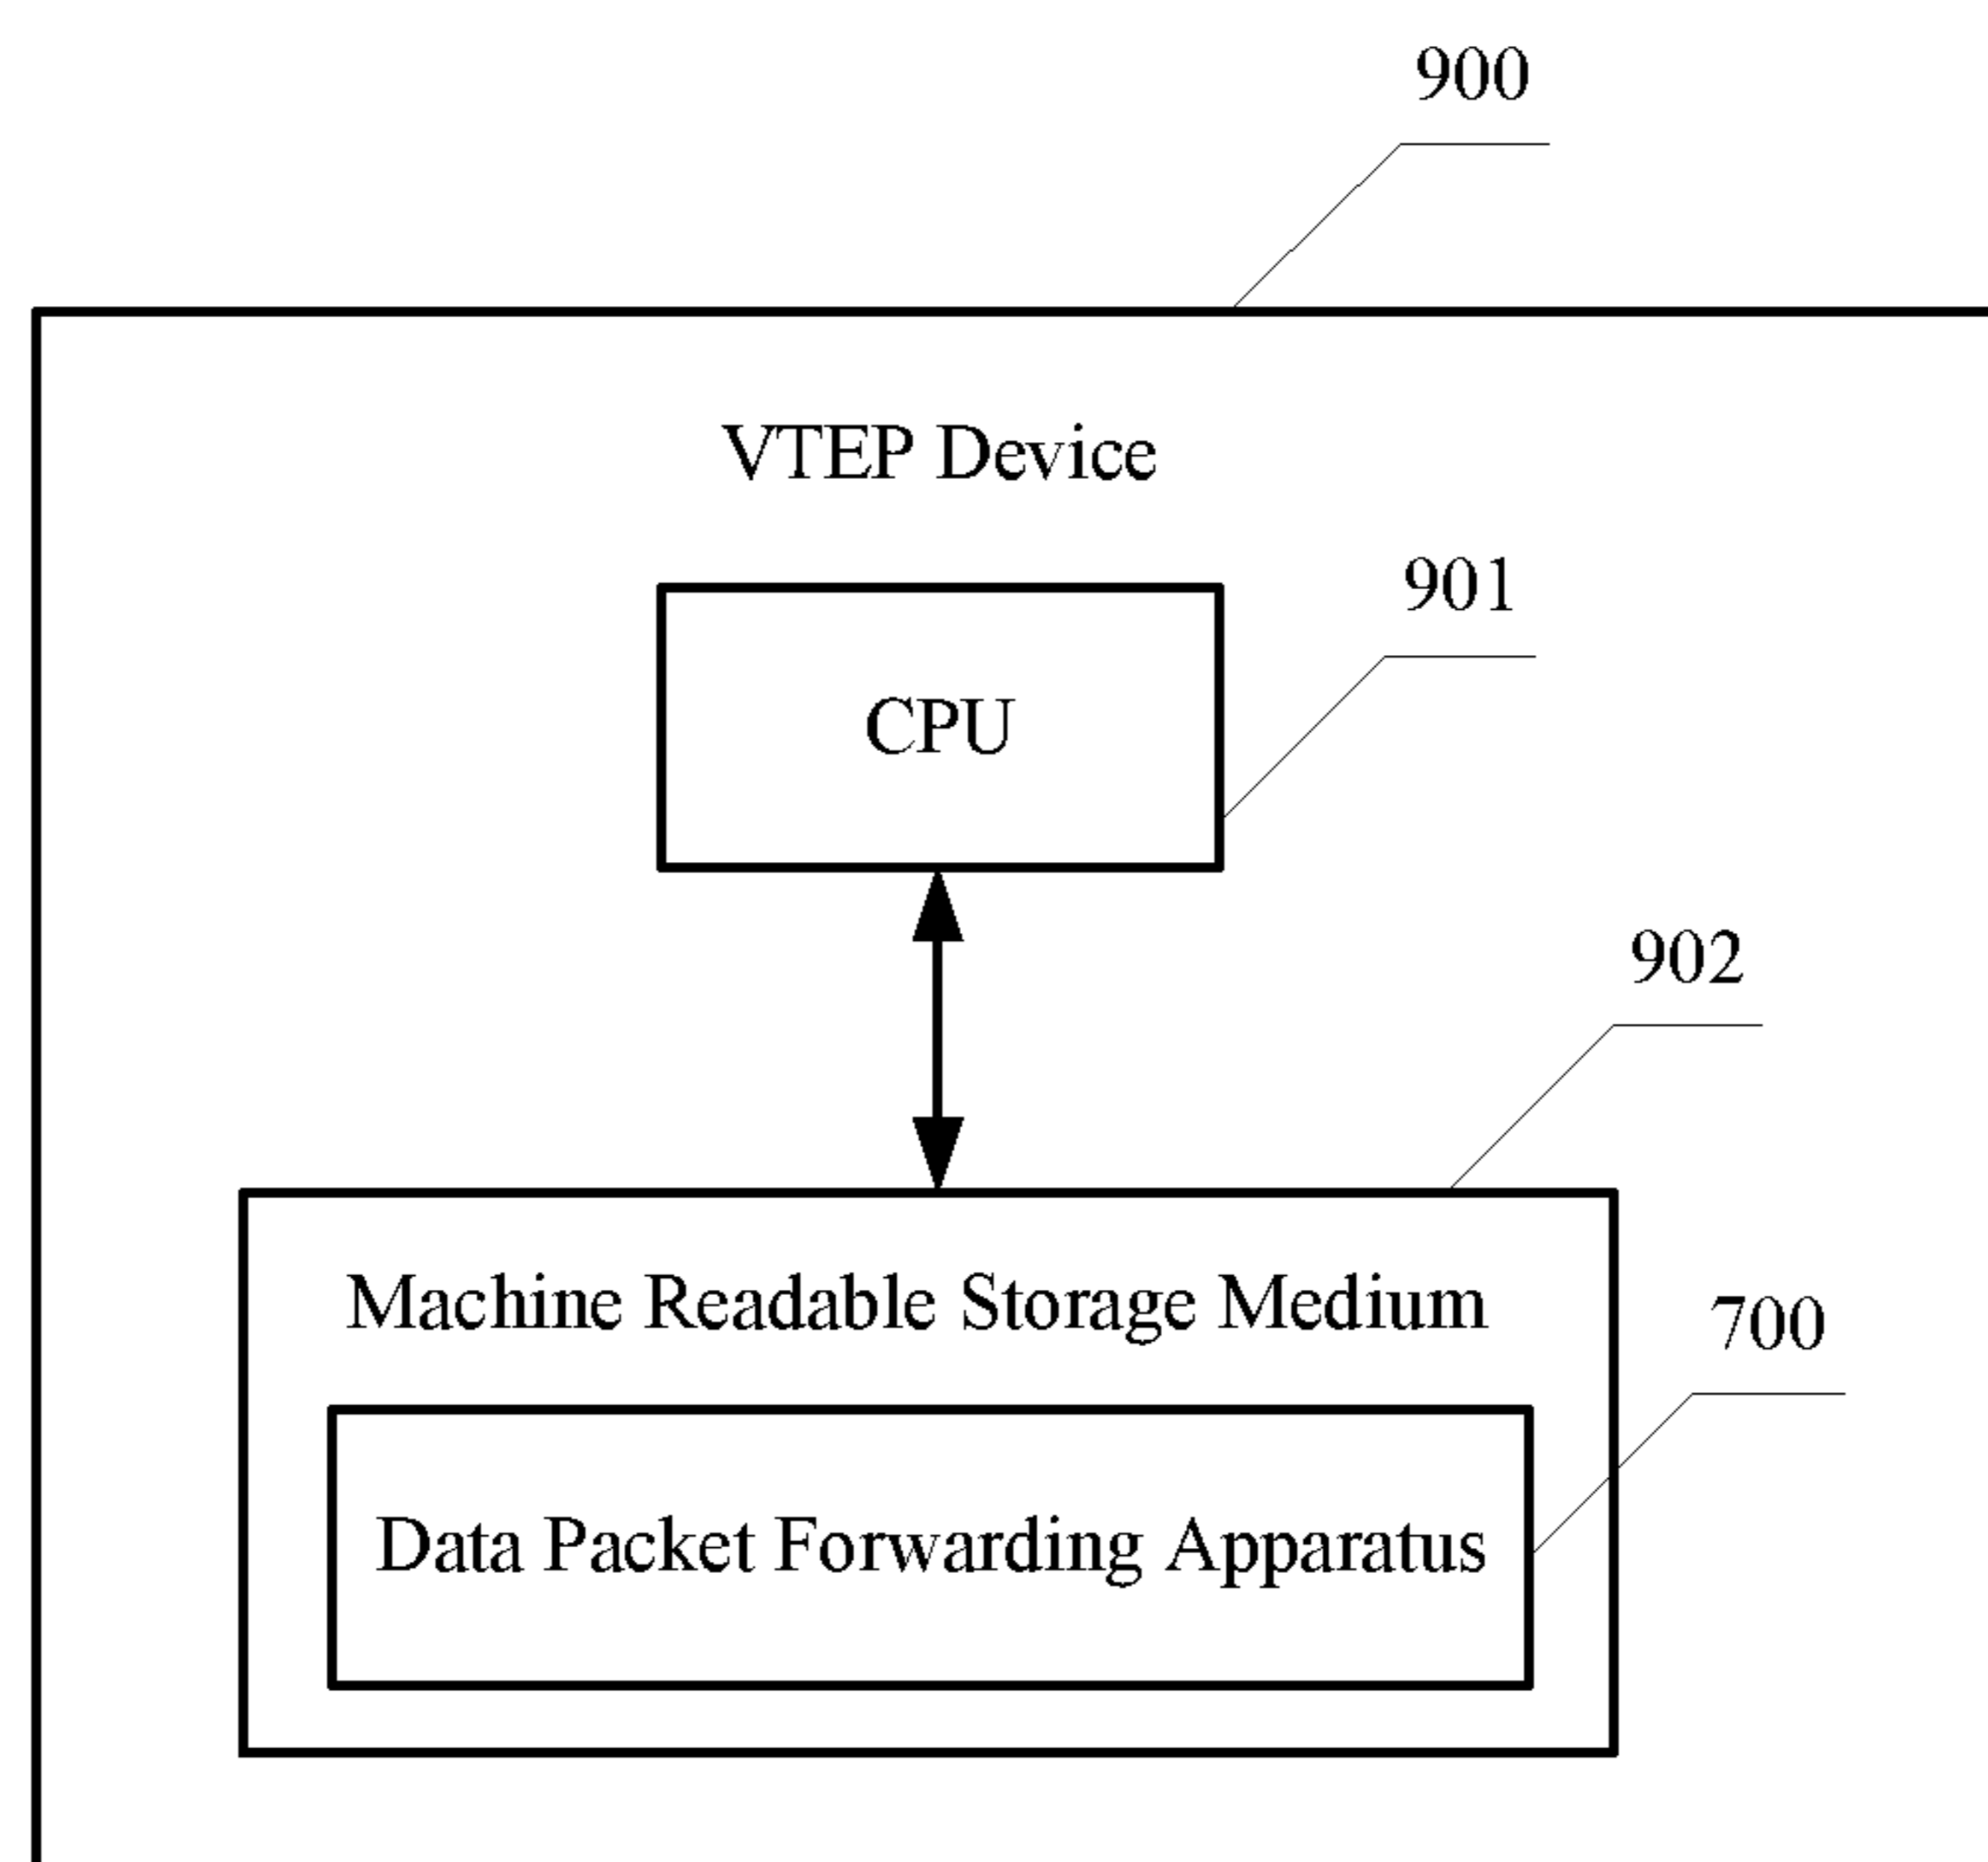 900
VTEP Device
901
CPU
902
Machine Readable Storage Medium
700
Data Packet Forwarding Apparatus